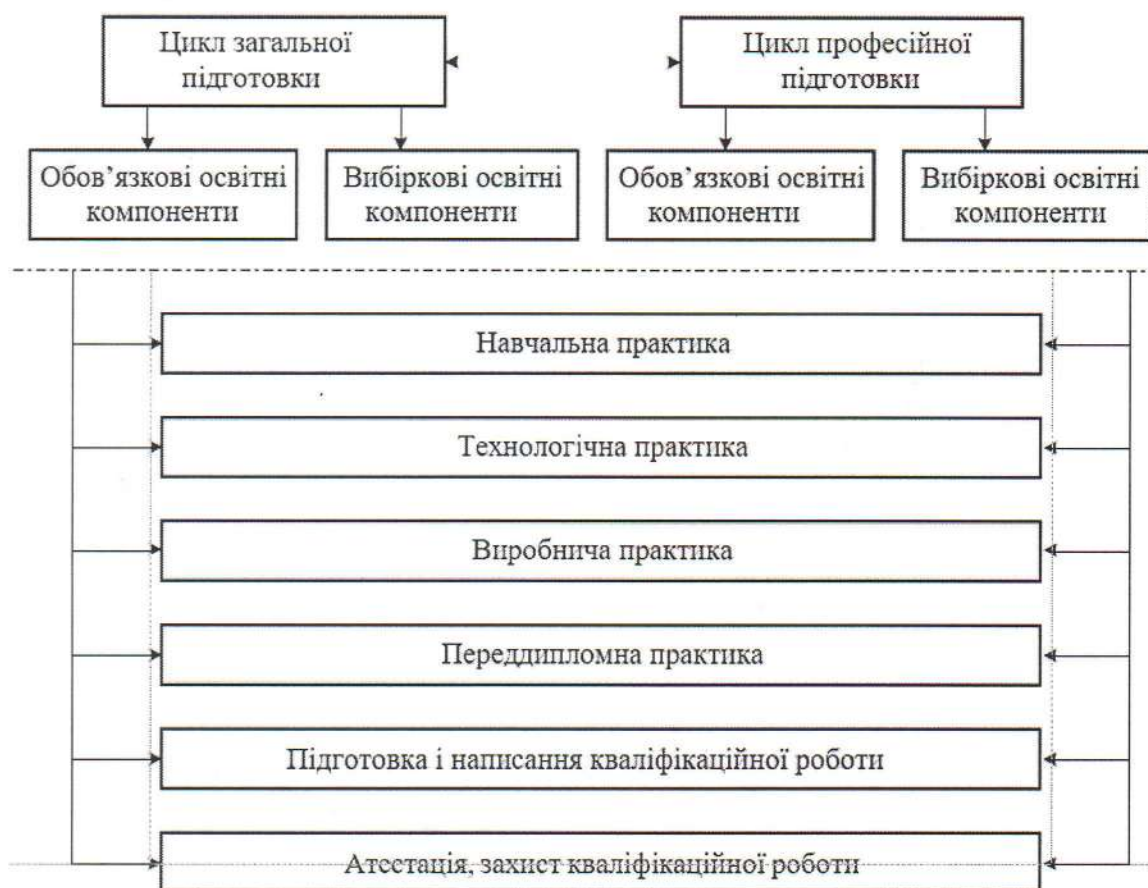 Цикл загальної
підготовки
Цикл професійної
підготовки
Обов’язкові освітні
компоненти
Вибіркові освітні
компоненти
Обов’язкові освітні
компоненти
Вибіркові освітні
компоненти
Навчальна практика
Технологічна практика
Виробнича практика
Переддипломна практика
Підготовка і написання кваліфікаційної роботи
Атестація, захист кваліфікаційної роботи